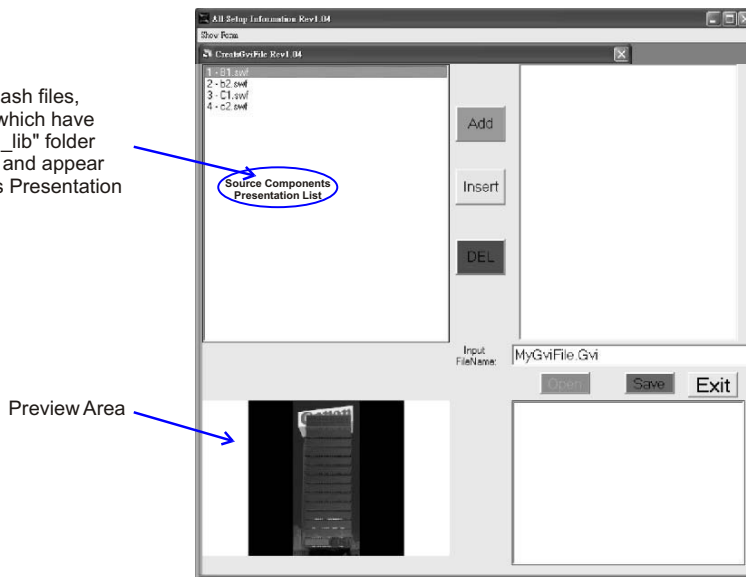 All Setup Information Rev1.04
Show Form
CreateGviFile Rev1.04
1 - B1.swf
2 - b2.swf
3 - C1.swf
4 - c2.swf
ash files,
which have
_lib" folder
and appear
s Presentation
Source Components
Presentation List
Add
Insert
DEL
Input
FileName:
MyGviFile.Gvi
Open
Save
Exit
Preview Area